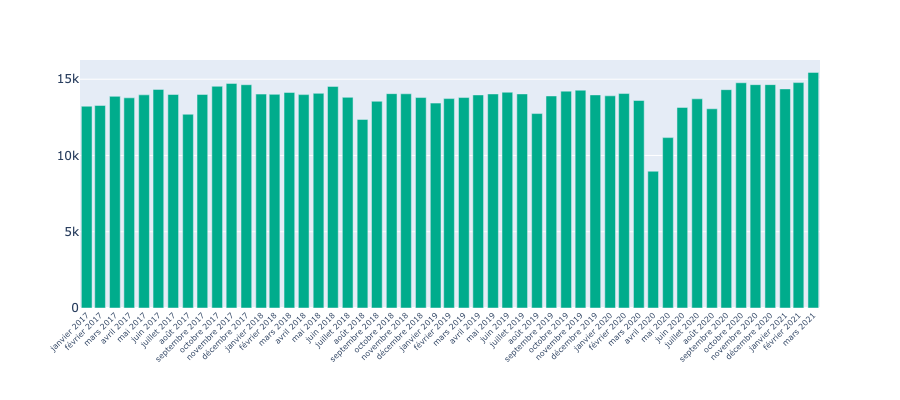 15k
10k
5k
0
janvier 2017
février 2017
mars 2017
avril 2017
mai 2017
juin 2017
juillet 2017
août 2017
septembre 2017
octobre 2017
novembre 2017
décembre 2017
janvier 2018
février 2018
mars 2018
avril 2018
mai 2018
juin 2018
juillet 2018
août 2018
septembre 2018
octobre 2018
novembre 2018
décembre 2018
janvier 2019
février 2019
mars 2019
avril 2019
mai 2019
juin 2019
juillet 2019
août 2019
septembre 2019
octobre 2019
novembre 2019
décembre 2019
janvier 2020
février 2020
mars 2020
avril 2020
mai 2020
juin 2020
juillet 2020
août 2020
septembre 2020
octobre 2020
novembre 2020
décembre 2020
janvier 2021
février 2021
mars 2021